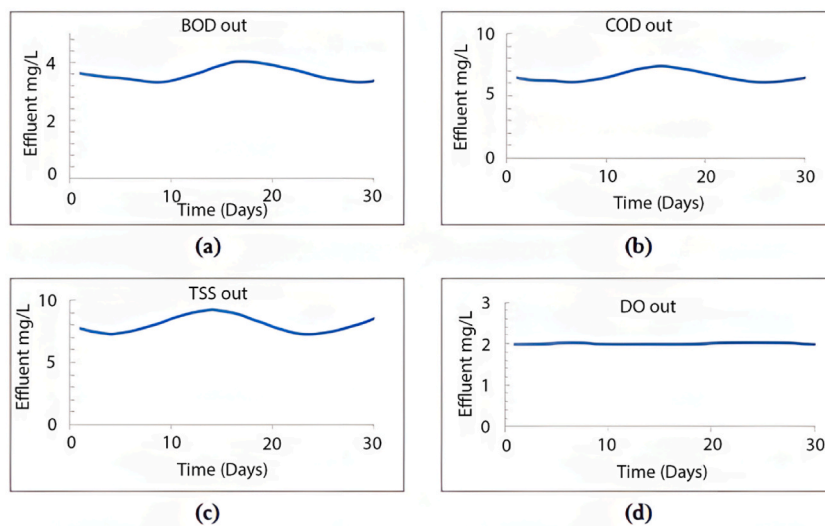 BOD out
Effluent mg/L
4
2
0
0 10 20 30
Time (Days)
(a)
COD out
Effluent mg/L
10
5
0
0 10 20 30
Time (Days)
(b)
TSS out
Effluent mg/L
10
5
0
0 10 20 30
Time (Days)
(c)
DO out
Effluent mg/L
3
2
1
0
0 10 20 30
Time (Days)
(d)